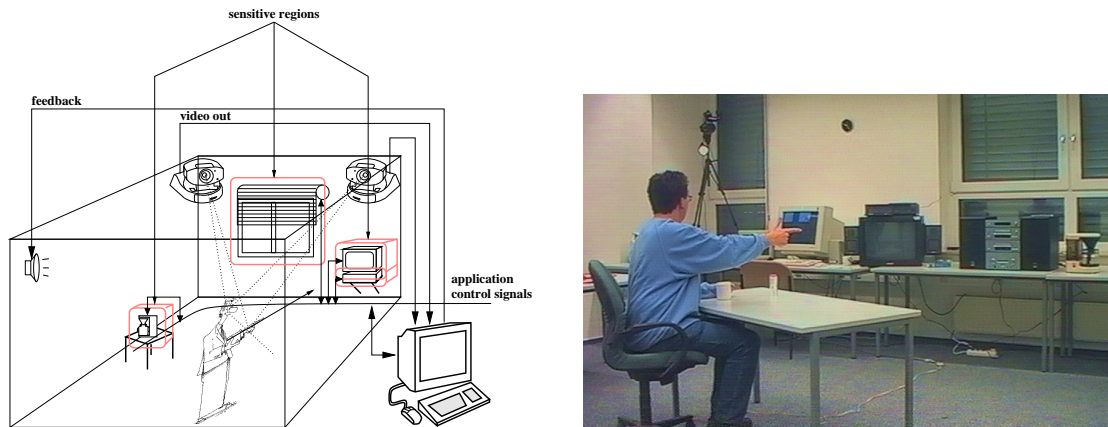 sensitive regions
feedback
video out
application
control signals